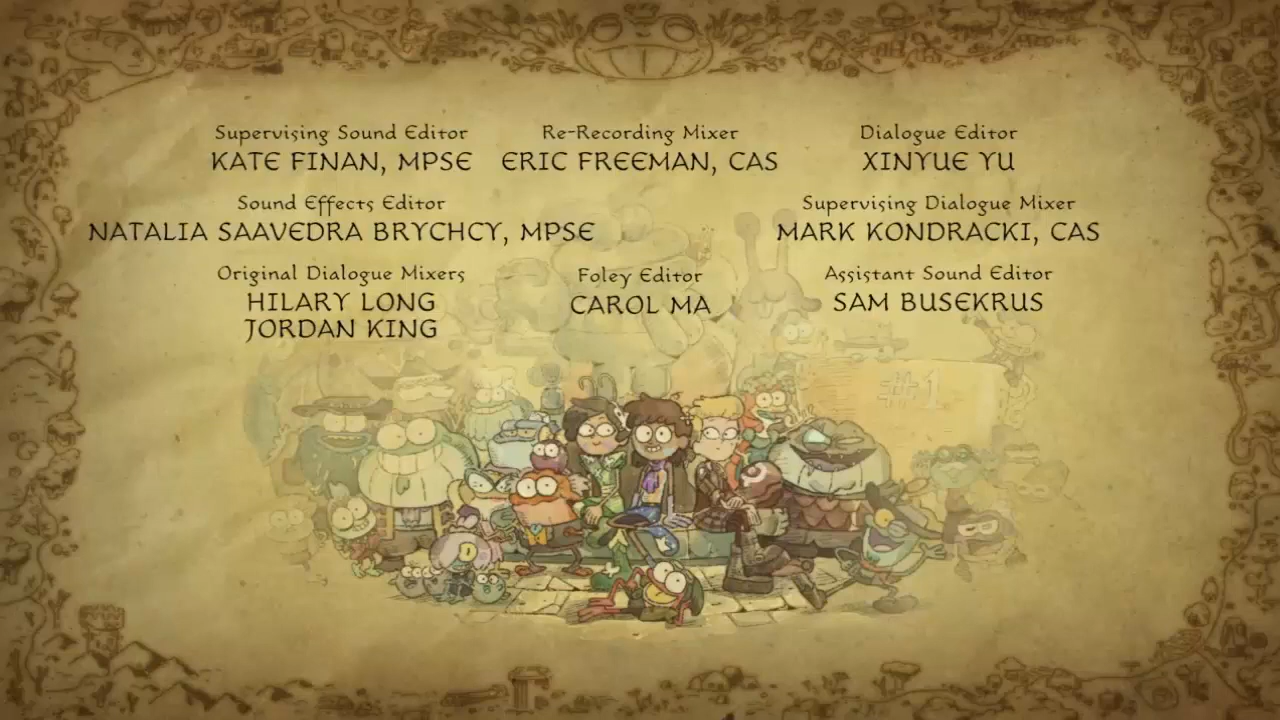 Supervising Sound Editor
KATE FINAN, MPSE
Re-Recording Mixer
ERIC FREEMAN, CAS
Dialogue Editor
XINYUE YU
Sound Effects Editor
NATALIA SAAVEDRA BRYCHCY, MPSE
Supervising Dialogue Mixer
MARK KONDRACKI, CAS
Original Dialogue Mixers
HILARY LONG
JORDAN KING
Foley Editor
CAROL MA
Assistant Sound Editor
SAM BUSEKRUS
#1